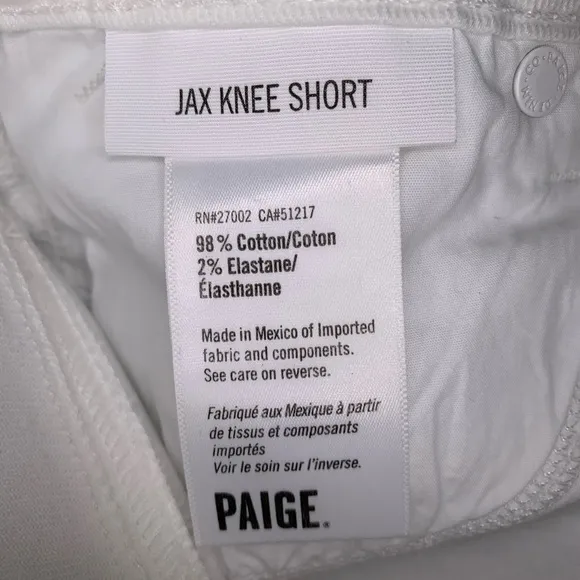 JAX KNEE SHORT
RN#27002 CA#51217
98% Cotton/Coton
2% Elastane/
Élasthanne
Made in Mexico of Imported
fabric and components.
See care on reverse.
Fabriqué aux Mexique à partir
de tissus et composants
importés
Voir le soin sur l'inverse.
PAIGE.